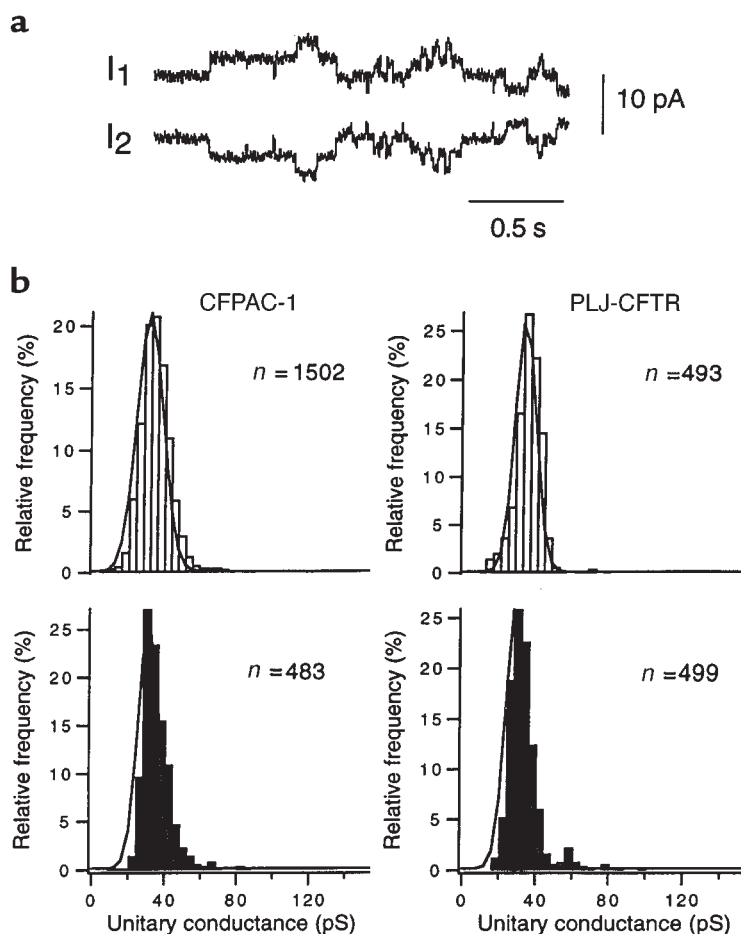 a
I1
I2
10 pA
0.5 s
b
CFPAC-1
PLJ-CFTR
Relative frequency (%)
20
15
10
5
0
n = 1502
Relative frequency (%)
25
20
15
10
5
0
n =493
Relative frequency (%)
25
20
15
10
5
0
n =483
0 40 80 120
Unitary conductance (pS)
Relative frequency (%)
25
20
15
10
5
0
n =499
0 40 80 120
Unitary conductance (pS)